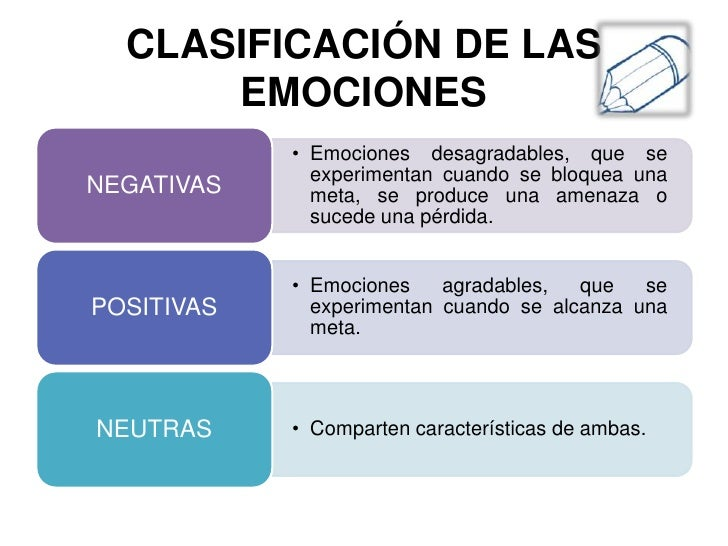 CLASIFICACIÓN DE LAS
EMOCIONES
NEGATIVAS
• Emociones desagradables, que se
experimentan cuando se bloquea una
meta, se produce una amenaza o
sucede una pérdida.
POSITIVAS
• Emociones agradables, que se
experimentan cuando se alcanza una
meta.
NEUTRAS
• Comparten características de ambas.